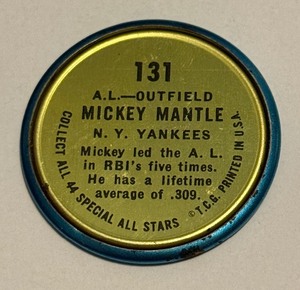 131
A.L.—OUTFIELD
MICKEY MANTLE
N. Y. YANKEES
Mickey led the A. L.
in RBI's five times.
He has a lifetime
average of .309.
COLLECT ALL 44 SPECIAL ALL STARS
©T.C.G. PRINTED IN U.S.A.